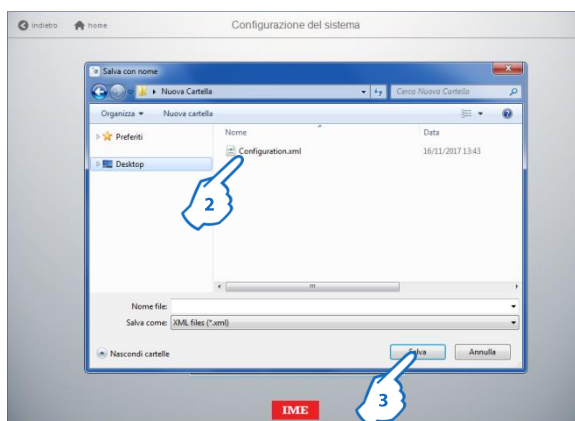 indietro home Configurazione del sistema
Salva con nome
Nuova Cartella Cerca Nuova Cartella
Organizza Nuova cartella
Nome Data
Preferiti
Configuration.xml 16/11/2017 13:43
Desktop
2
Nome file:
Salva come: XML files (*.xml)
Nascondi cartelle Salva Annulla
3
IME